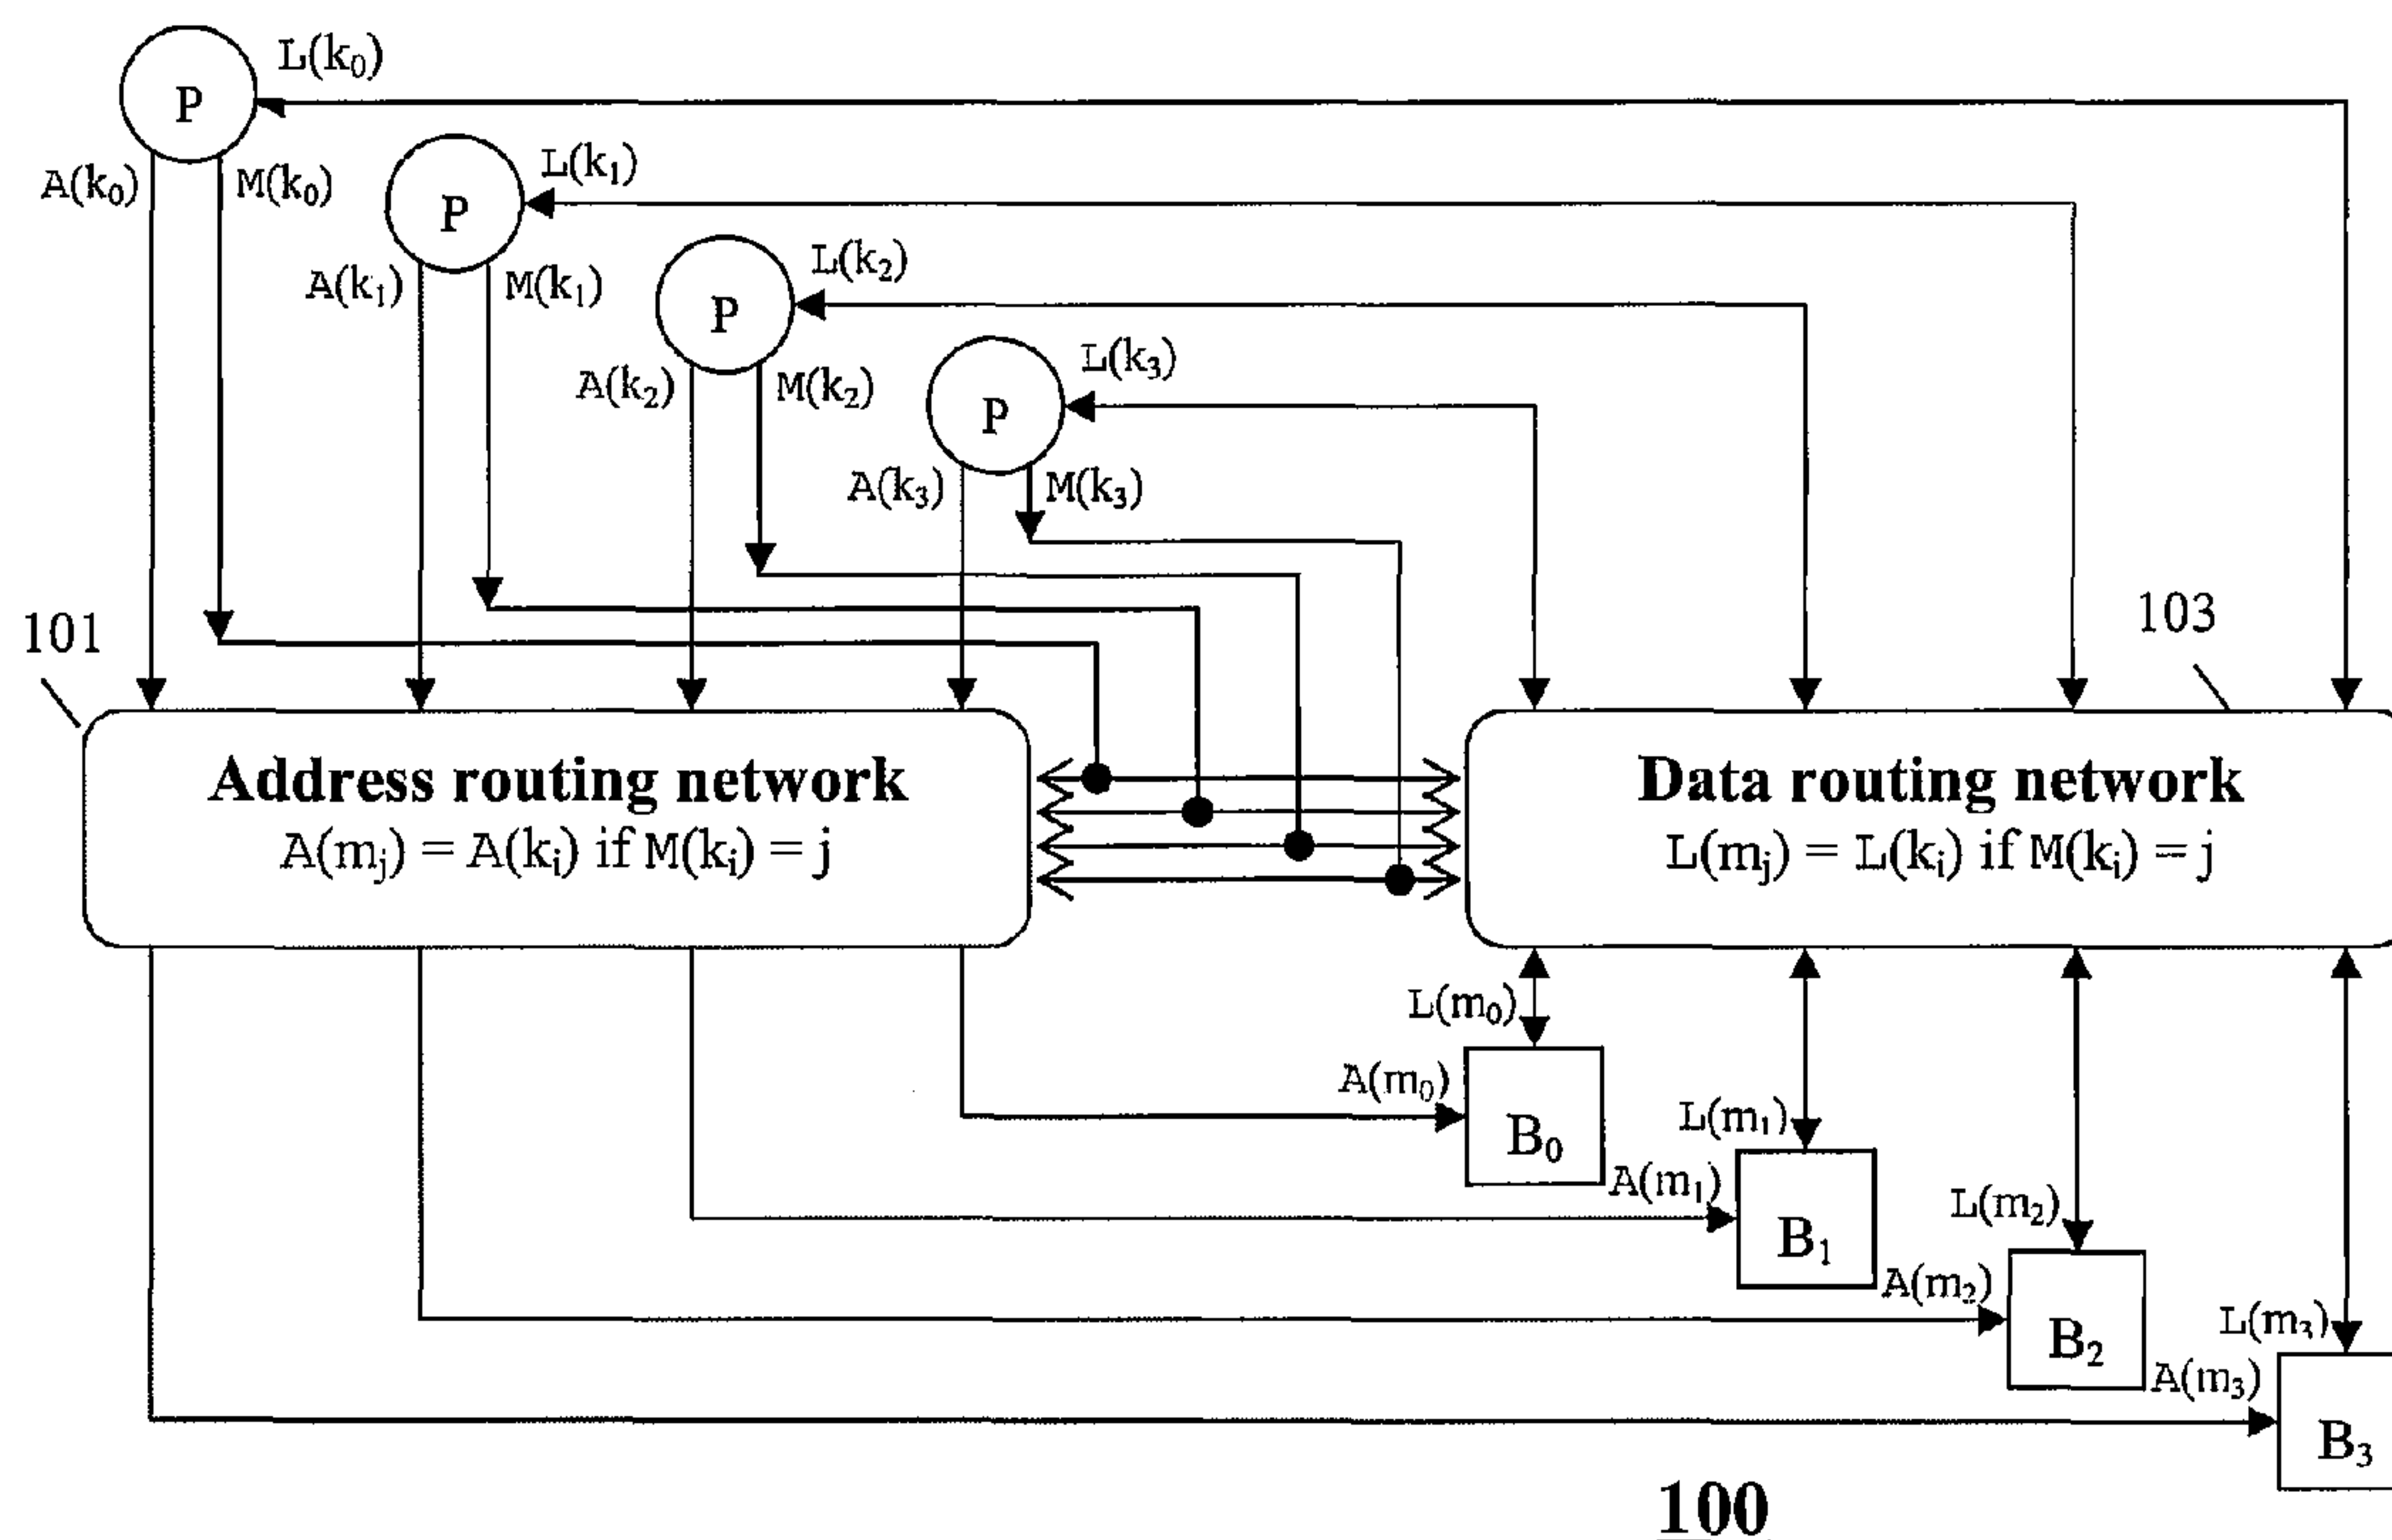 L(k₀)
P
A(k₀) M(k₀)
L(k₁)
P
A(k₁) M(k₁)
L(k₂)
P
A(k₂) M(k₂)
L(k₃)
P
A(k₃) M(k₃)
101
103
Address routing network
A(mⱼ) = A(kᵢ) if M(kᵢ) = j
Data routing network
L(mⱼ) = L(kᵢ) if M(kᵢ) = j
L(m₀)
A(m₀)
B₀
L(m₁)
A(m₁)
B₁
L(m₂)
A(m₂)
B₂
L(m₃)
A(m₃)
B₃
100